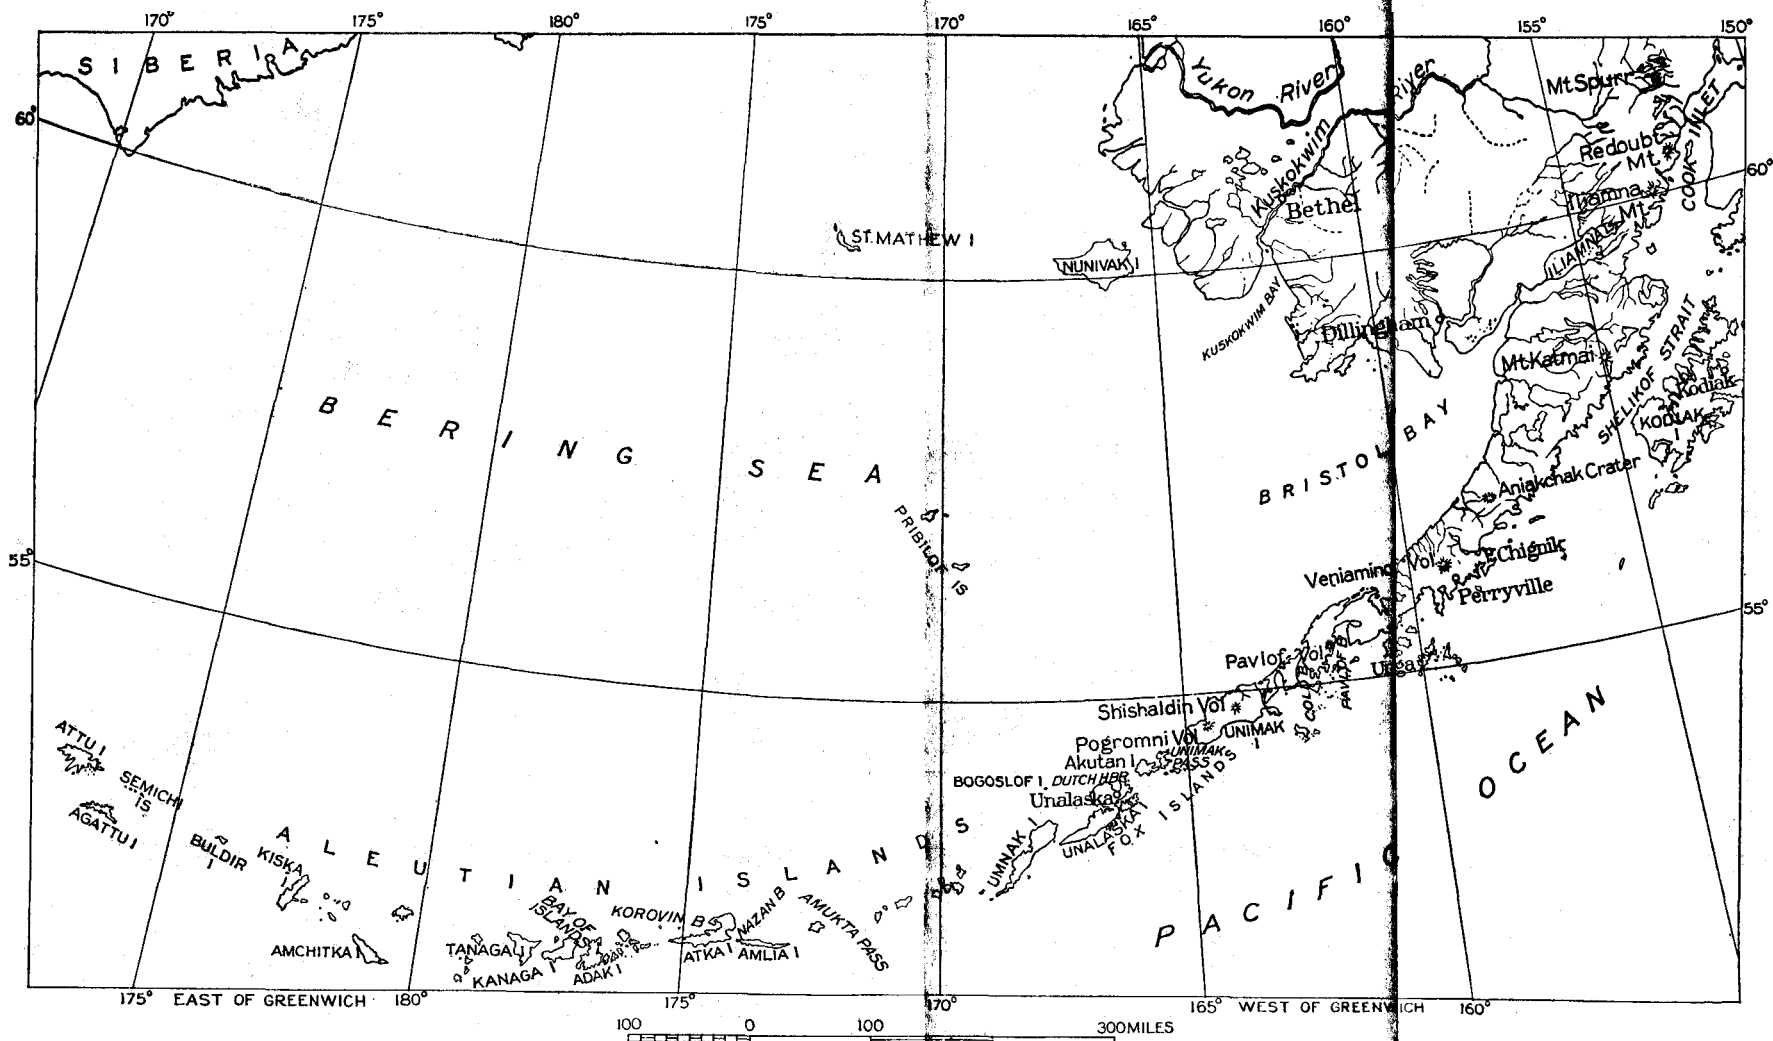 170° 175° 180° 175° 170° 165° 160° 155° 150°
SIBERIA
Yukon River
River
Mt Spurr
COOK INLET
60°
Redoubt
Mt.
60°
Kuskokwim
Bethel
Iliamna
Mt.
ST. MATHEW I
NUNIVAK I
ILIAMNA L
KUSKOKWIM BAY
Dillingham
Mt Katmai
SHELIKOF STRAIT
Kodiak
KODIAK
I
BERING SEA
BRISTOL BAY
Aniakchak Crater
PRIBILOF IS
55°
Chignik
Veniaminof Vol
Perryville
55°
Pavlof Vol
COLD B
PAVLOF B
Unga
Shishaldin Vol
UNIMAK
I
Pogromni Vol
UNIMAK
PASS
Akutan I
BOGOSLOF I.
DUTCH HBR
Unalaska
UNALASKA I
FOX ISLANDS
UMNAK I
PACIFIC OCEAN
ATTU I
SEMICHI
IS
AGATTU I
BULDIR
I
KISKA
I
ALEUTIAN ISLANDS
AMCHITKA I
TANAGA I
KANAGA I
BAY OF
ISLANDS
ADAK I
KOROVIN B
ATKA I
NAZAN B
AMLIA I
AMUKTA PASS
175° EAST OF GREENWICH 180° 175° 170° 165° WEST OF GREENWICH 160°
100 0 100 300 MILES